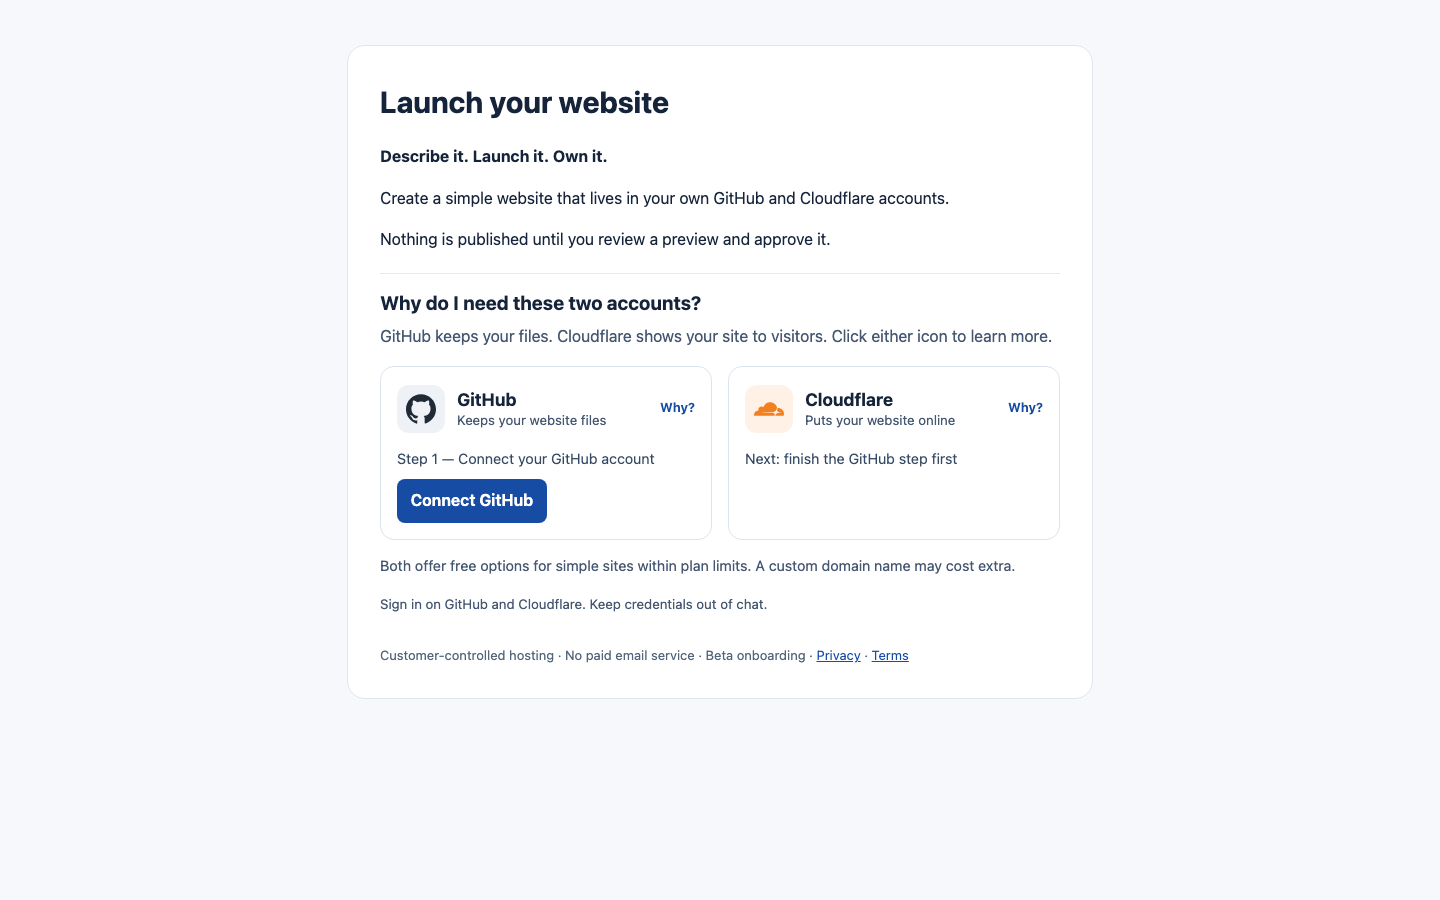 Launch your website
Describe it. Launch it. Own it.
Create a simple website that lives in your own GitHub and Cloudflare accounts.
Nothing is published until you review a preview and approve it.
Why do I need these two accounts?
GitHub keeps your files. Cloudflare shows your site to visitors. Click either icon to learn more.
GitHub
Keeps your website files
Why?
Step 1 — Connect your GitHub account
Connect GitHub
Cloudflare
Puts your website online
Why?
Next: finish the GitHub step first
Both offer free options for simple sites within plan limits. A custom domain name may cost extra.
Sign in on GitHub and Cloudflare. Keep credentials out of chat.
Customer-controlled hosting · No paid email service · Beta onboarding · Privacy · Terms